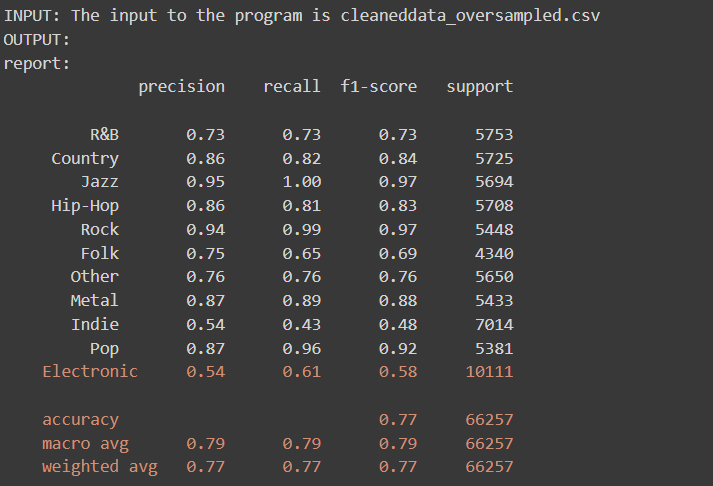 INPUT: The input to the program is cleaneddata_oversampled.csv
OUTPUT:
report:
precision recall f1-score support
R&B 0.73 0.73 0.73 5753
Country 0.86 0.82 0.84 5725
Jazz 0.95 1.00 0.97 5694
Hip-Hop 0.86 0.81 0.83 5708
Rock 0.94 0.99 0.97 5448
Folk 0.75 0.65 0.69 4340
Other 0.76 0.76 0.76 5650
Metal 0.87 0.89 0.88 5433
Indie 0.54 0.43 0.48 7014
Pop 0.87 0.96 0.92 5381
Electronic 0.54 0.61 0.58 10111
accuracy 0.77 66257
macro avg 0.79 0.79 0.79 66257
weighted avg 0.77 0.77 0.77 66257